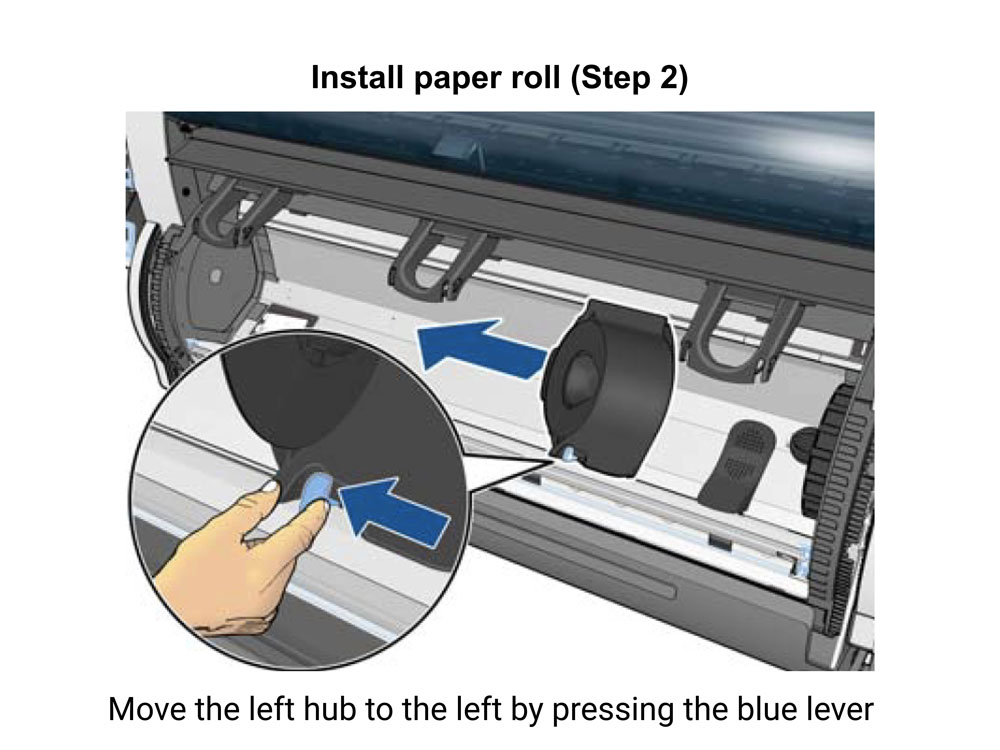 Install paper roll (Step 2)
Move the left hub to the left by pressing the blue lever